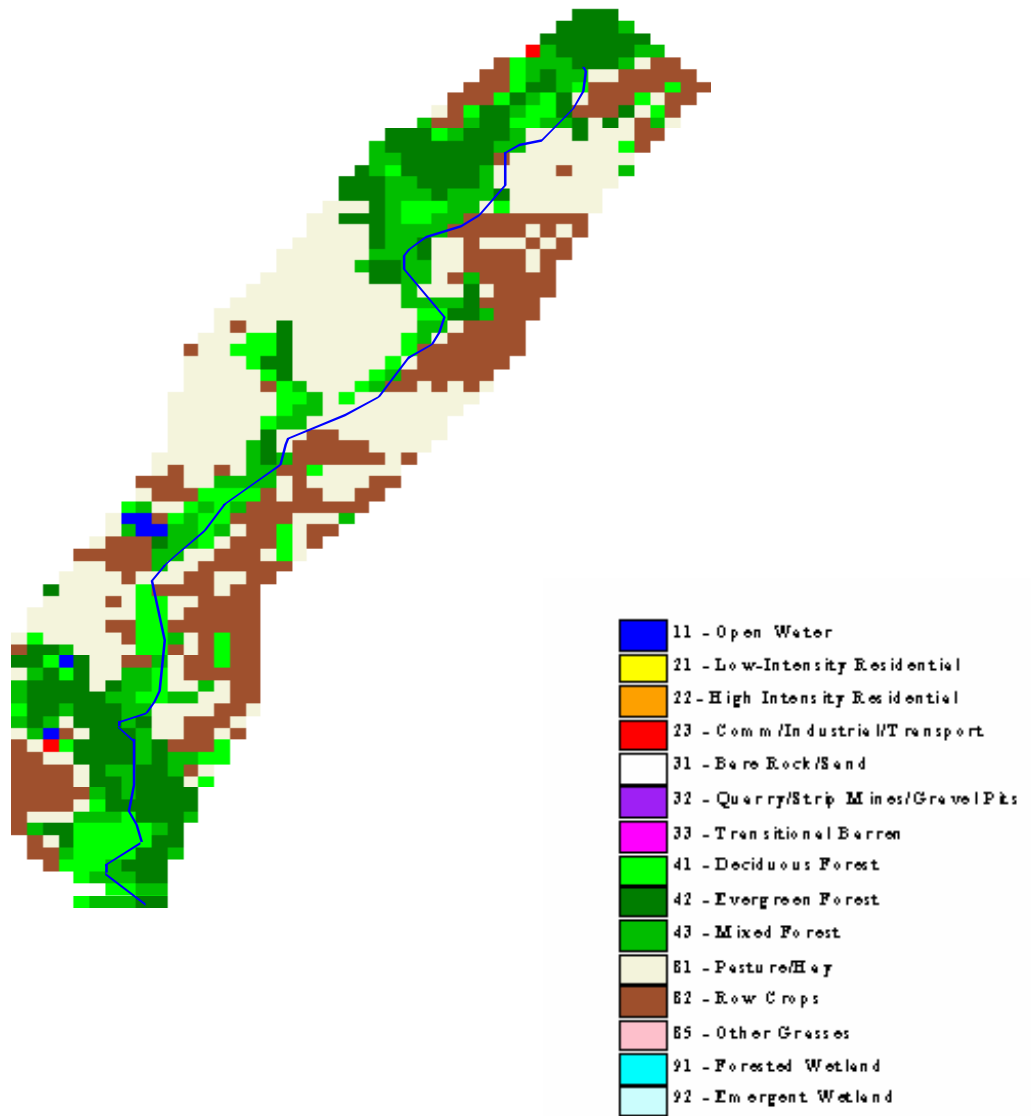 11 - Open Water
21 - Low-Intensity Residential
22 - High Intensity Residential
23 - Comm/Industrial/Transport
31 - Bare Rock/Sand
32 - Quarry/Strip Mines/Gravel Pits
33 - Transitional Barren
41 - Deciduous Forest
42 - Evergreen Forest
43 - Mixed Forest
81 - Pasture/Hay
82 - Row Crops
85 - Other Grasses
91 - Forested Wetland
92 - Emergent Wetland